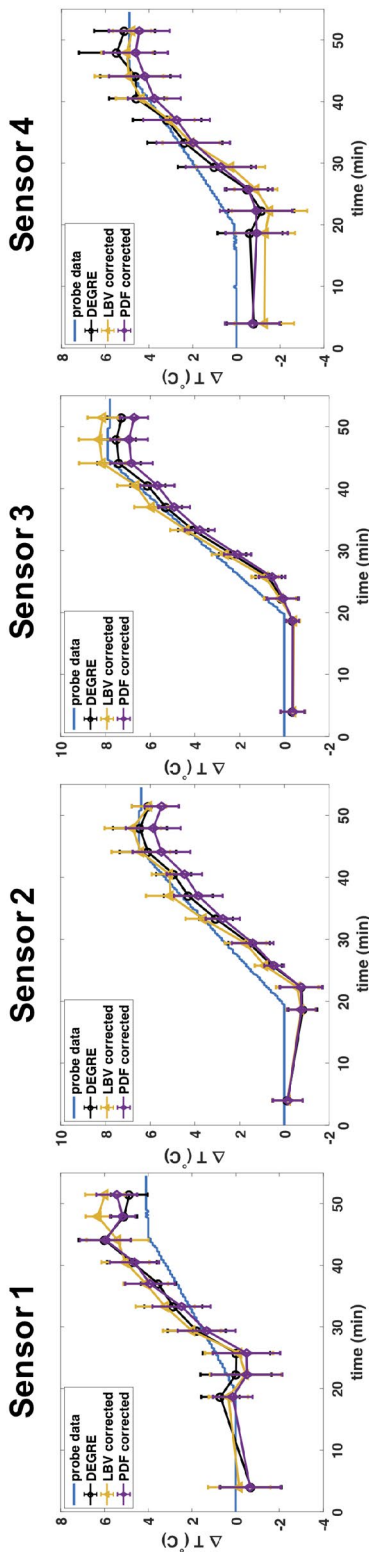 Sensor 1
probe data
DEGRE
LBV corrected
PDF corrected
Δ T (°C)
8
6
4
2
0
-2
-4
0
10
20
30
40
50
time (min)
Sensor 2
probe data
DEGRE
LBV corrected
PDF corrected
Δ T (°C)
10
8
6
4
2
0
-2
0
10
20
30
40
50
time (min)
Sensor 3
probe data
DEGRE
LBV corrected
PDF corrected
Δ T (°C)
10
8
6
4
2
0
-2
0
10
20
30
40
50
time (min)
Sensor 4
probe data
DEGRE
LBV corrected
PDF corrected
Δ T (°C)
8
6
4
2
0
-2
-4
0
10
20
30
40
50
time (min)